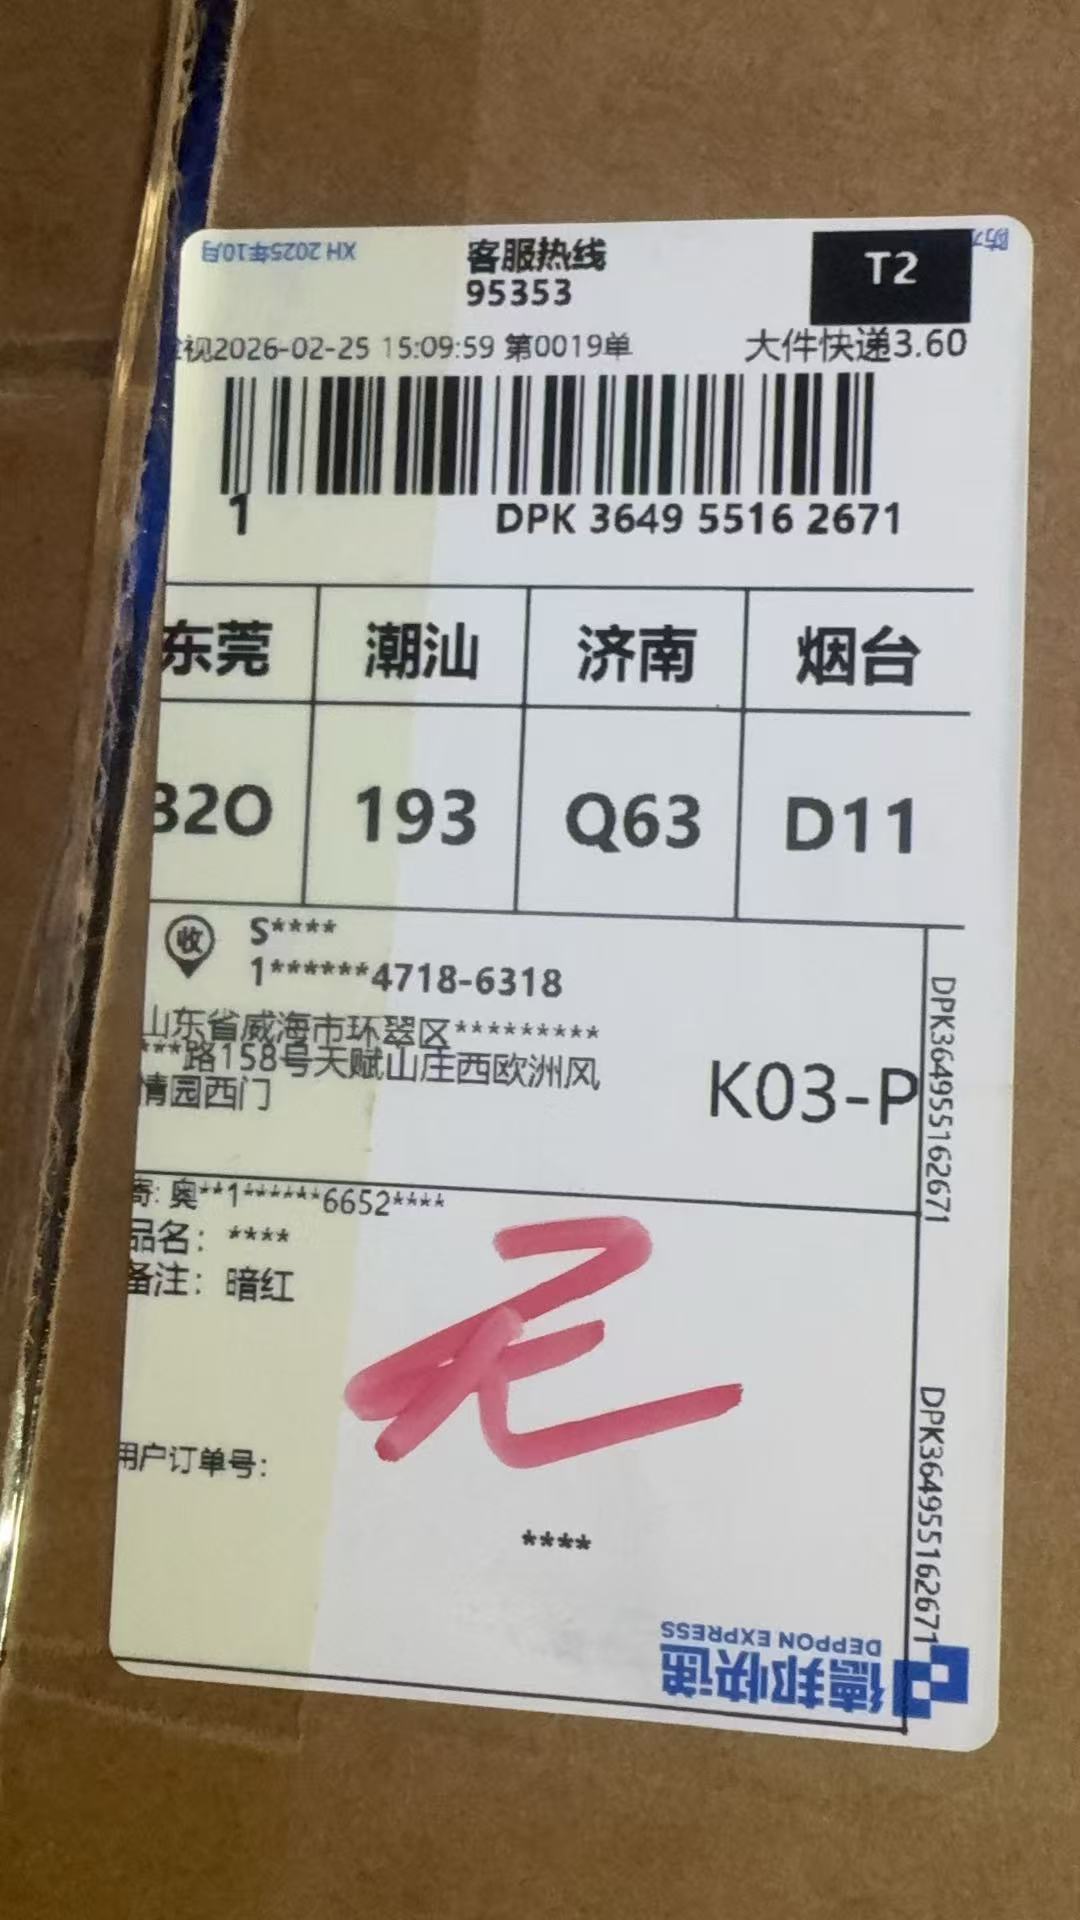 XH 2025年10月
客服热线
95353
T2
视2026-02-25 15:09:59 第0019单
大件快递3.60
1
DPK 3649 5516 2671
东莞 潮汕 济南 烟台
32O 193 Q63 D11
收
S****
1******4718-6318
山东省威海市环翠区*********
***路158号天赋山庄西欧洲风
情园西门
K03-P
DPK364955162671
寄: 奥**1******6652****
品名: ****
备注: 暗红
无
用户订单号:
****
DPK364955162671
DEPPON EXPRESS
德邦快递